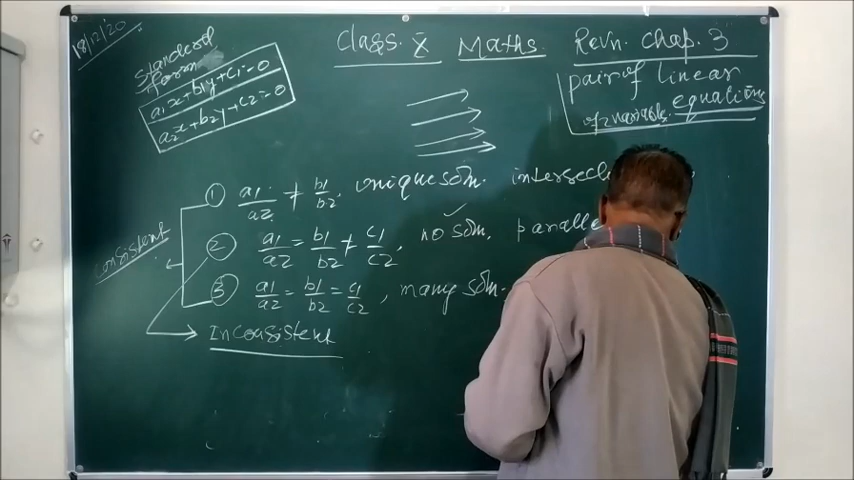 18/12/20
Standard form
a1x+b1y+c1=0
a2x+b2y+c2=0
Class. X Maths. Revn. Chap. 3
pair of linear
equations
of 2 variable.
① a1/a2 ≠ b1/b2, unique soln. intersect
② a1/a2 = b1/b2 ≠ c1/c2, no soln, paralle
③ a1/a2 = b1/b2 = c1/c2, many soln.
consistent
Inconsistent